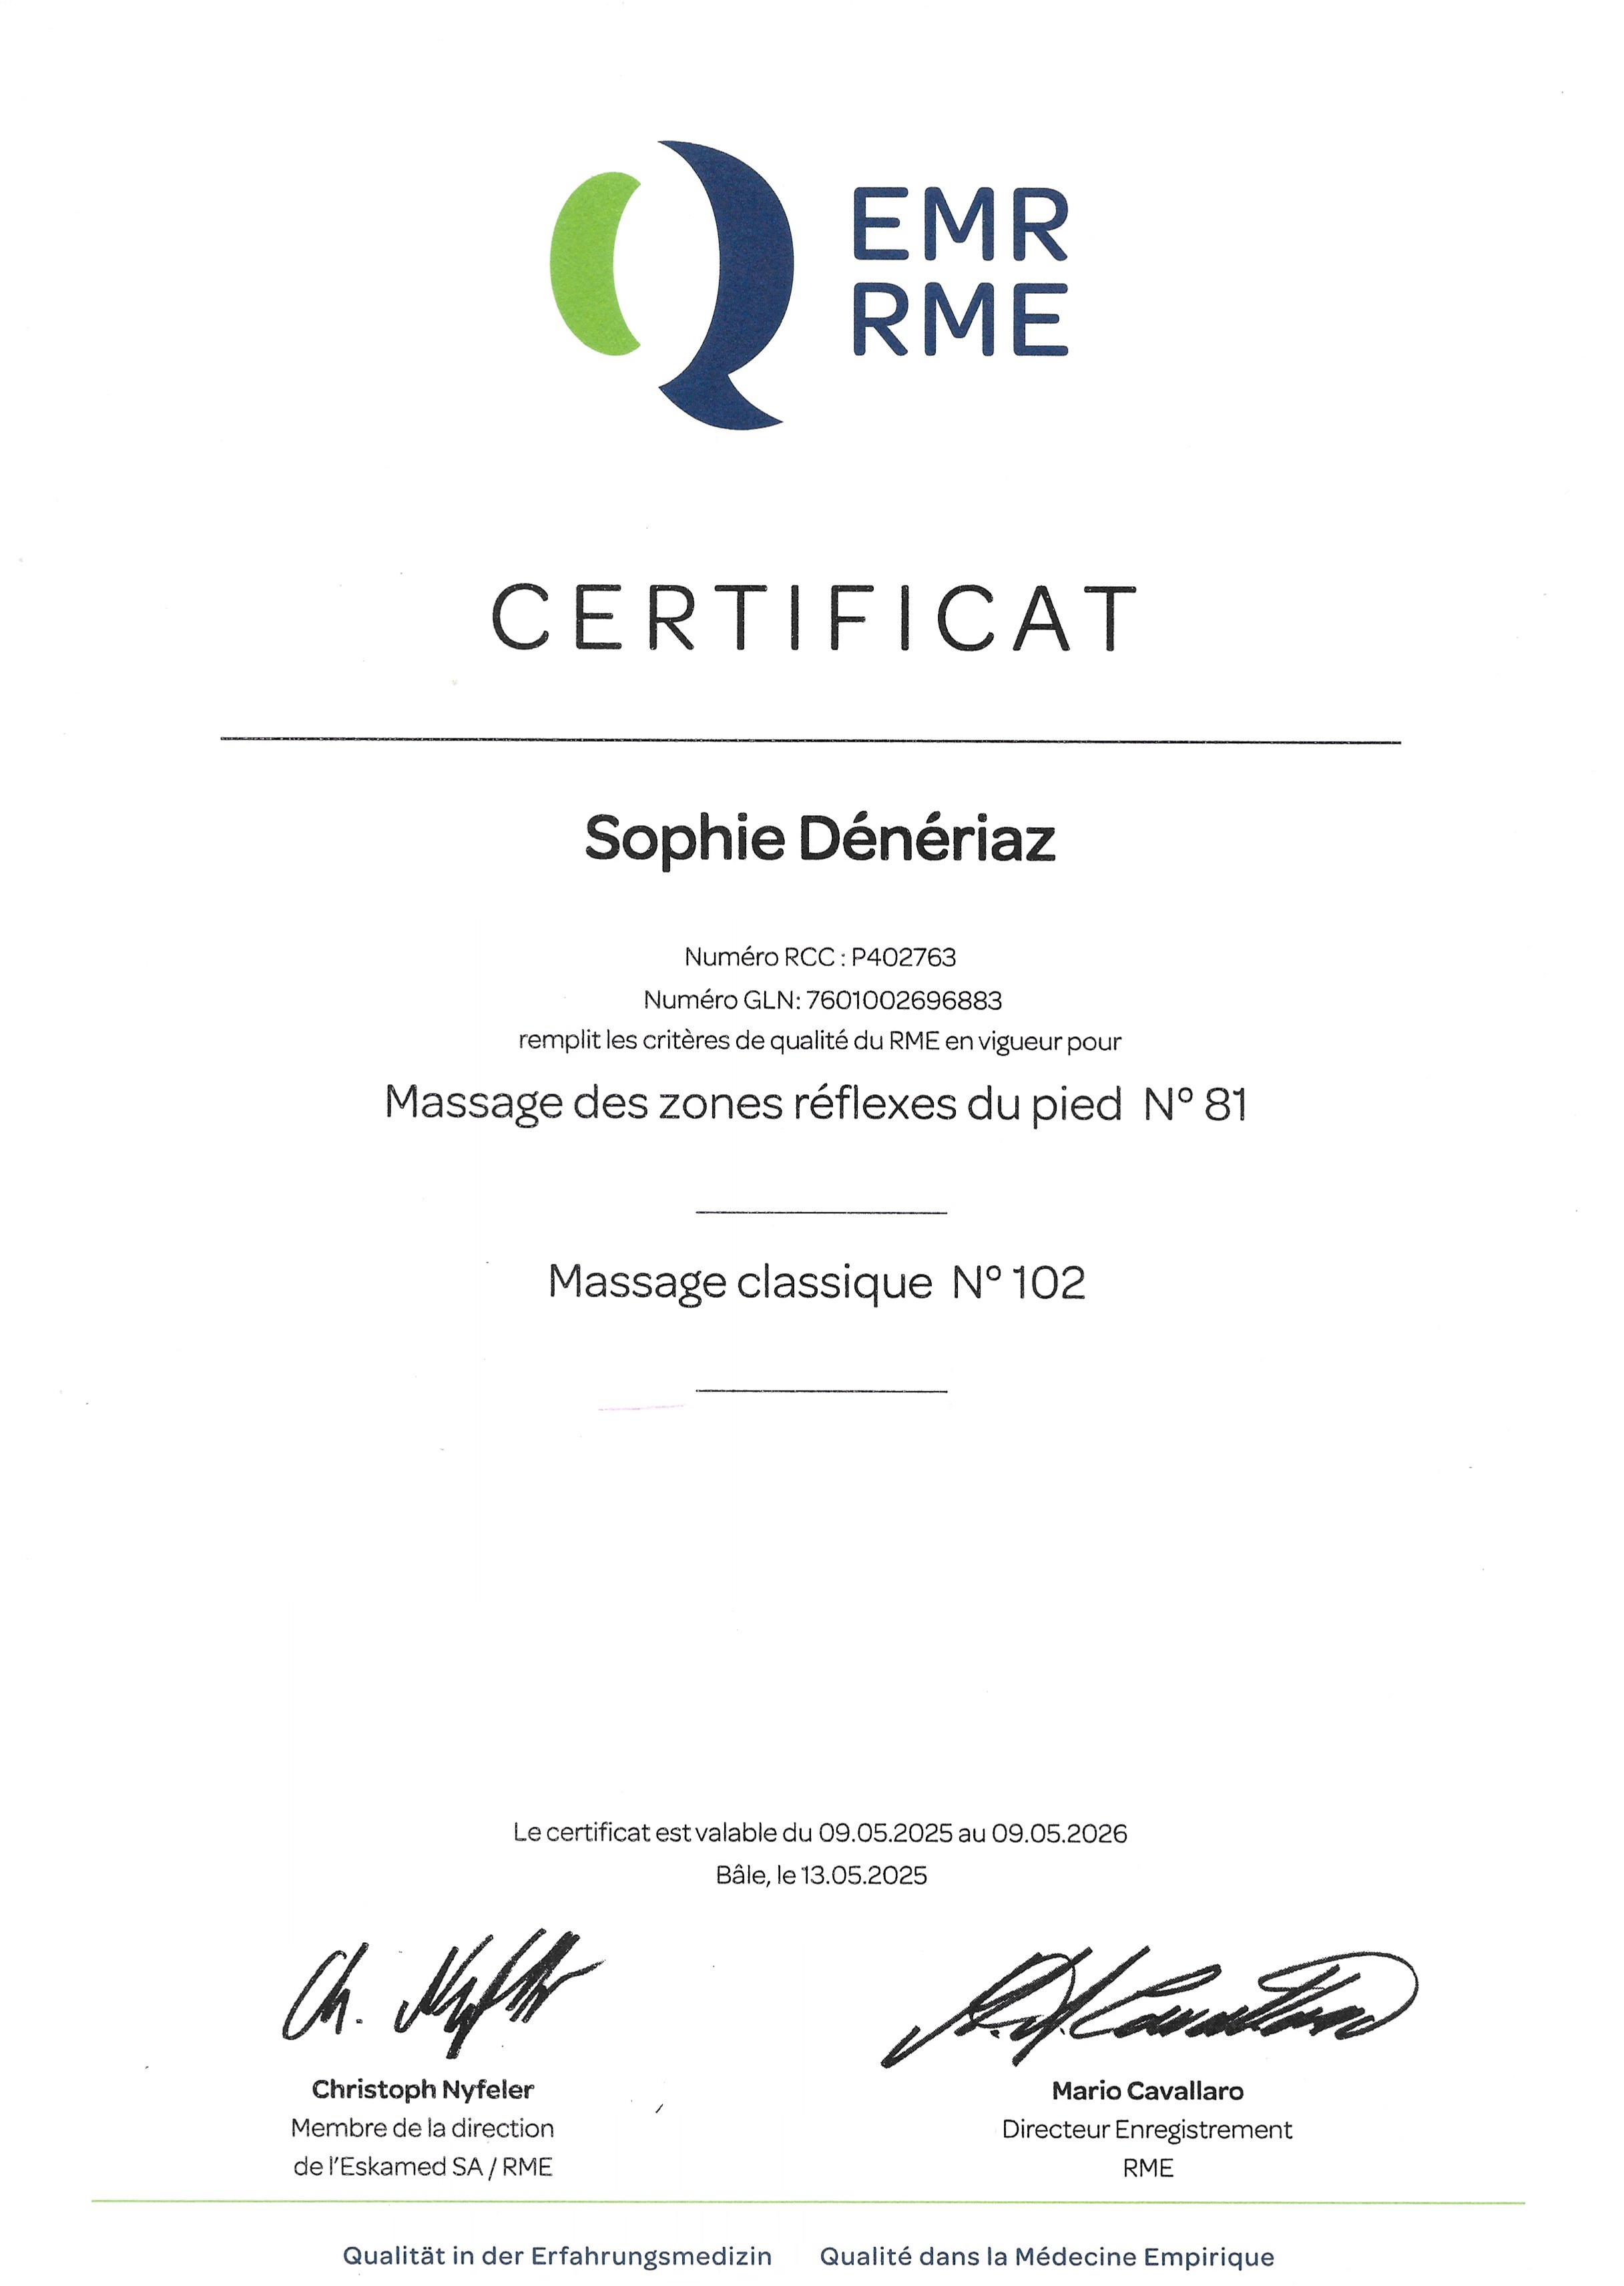 EMR
RME
CERTIFICAT
Sophie Dénériaz
Numéro RCC : P402763
Numéro GLN: 7601002696883
remplit les critères de qualité du RME en vigueur pour
Massage des zones réflexes du pied N° 81
Massage classique N° 102
Le certificat est valable du 09.05.2025 au 09.05.2026
Bâle, le 13.05.2025
Christoph Nyfeler
Membre de la direction
de l'Eskamed SA / RME
Mario Cavallaro
Directeur Enregistrement
RME
Qualität in der Erfahrungsmedizin Qualité dans la Médecine Empirique